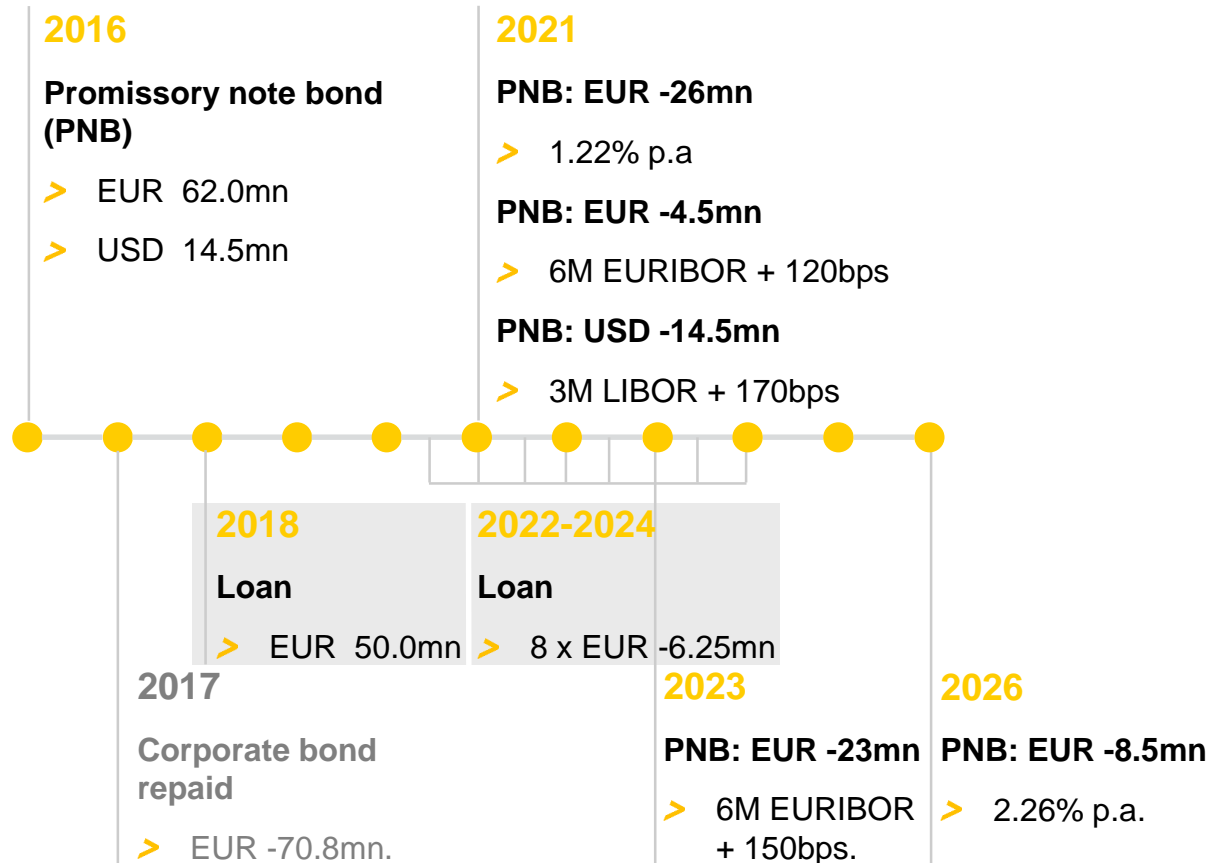 2016
Promissory note bond
(PNB)
> EUR 62.0mn
> USD 14.5mn
2021
PNB: EUR -26mn
> 1.22% p.a
PNB: EUR -4.5mn
> 6M EURIBOR + 120bps
PNB: USD -14.5mn
> 3M LIBOR + 170bps
2018
Loan
> EUR 50.0mn
2022-2024
Loan
> 8 x EUR -6.25mn
2017
Corporate bond
repaid
> EUR -70.8mn.
2023
PNB: EUR -23mn
> 6M EURIBOR
+ 150bps.
2026
PNB: EUR -8.5mn
> 2.26% p.a.